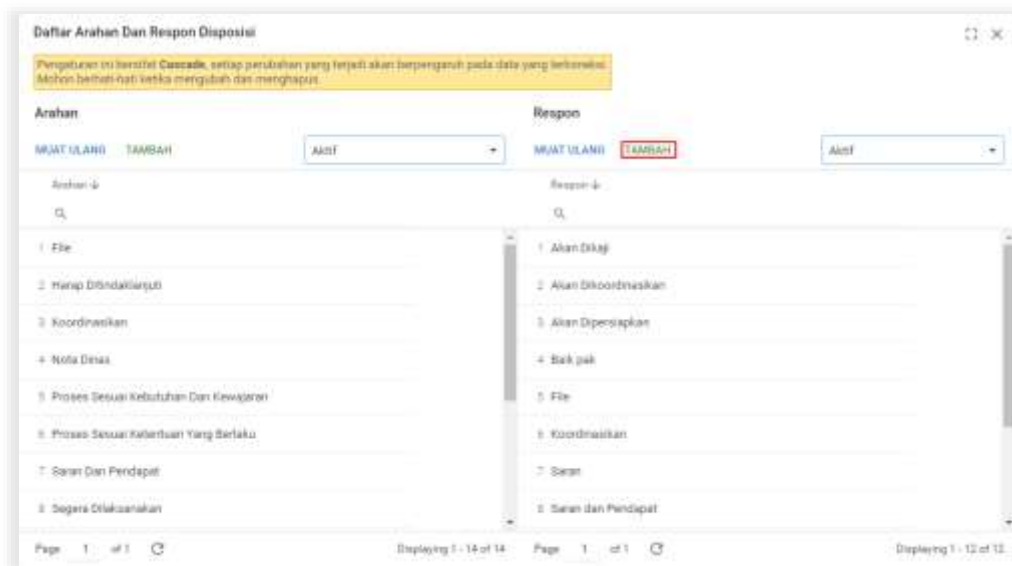 Daftar Arahan Dan Respon Disposisi
Pengaturan ini bersifat Cascade, setiap perubahan yang terjadi akan berpengaruh pada data yang terkoneksi.
Mohon berhati-hati ketika mengubah dan menghapus.
Arahan
MUAT ULANG TAMBAH Aktif
Arahan
1 File
2 Harap Ditindaklanjuti
3 Koordinasikan
4 Nota Dinas
5 Proses Sesuai Kebutuhan Dan Kewajaran
6 Proses Sesuai Ketentuan Yang Berlaku
7 Saran Dan Pendapat
8 Segera Dilaksanakan
Page 1 of 1 Displaying 1 - 14 of 14
Respon
MUAT ULANG TAMBAH Aktif
Respon
1 Akan Dikaji
2 Akan Dikoordinasikan
3 Akan Dipersiapkan
4 Baik pak
5 File
6 Koordinasikan
7 Saran
8 Saran dan Pendapat
Page 1 of 1 Displaying 1 - 12 of 12